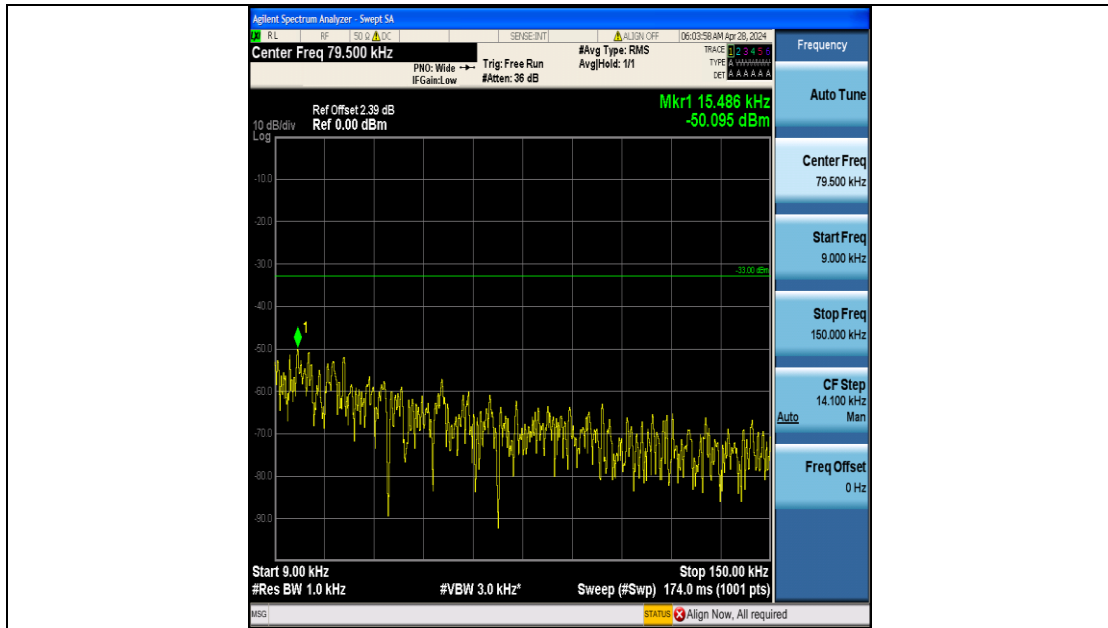 Agilent Spectrum Analyzer - Swept SA
RL RF 50 Ω DC SENSE:INT ALIGN OFF 06:03:58 AM Apr 28, 2024
Center Freq 79.500 kHz
PNO: Wide
IFGain:Low
Trig: Free Run
#Atten: 36 dB
#Avg Type: RMS
Avg|Hold: 1/1
TRACE 1 2 3 4 5 6
TYPE A WWWWW
DET A A A A A A
Mkr1 15.486 kHz
-50.095 dBm
Ref Offset 2.39 dB
10 dB/div Ref 0.00 dBm
Log
-10.0
-20.0
-30.0
-33.00 dBm
-40.0
1
-50.0
-60.0
-70.0
-80.0
-90.0
Start 9.00 kHz Stop 150.00 kHz
#Res BW 1.0 kHz #VBW 3.0 kHz* Sweep (#Swp) 174.0 ms (1001 pts)
MSG STATUS Align Now, All required
Frequency
Auto Tune
Center Freq
79.500 kHz
Start Freq
9.000 kHz
Stop Freq
150.000 kHz
CF Step
14.100 kHz
Auto Man
Freq Offset
0 Hz